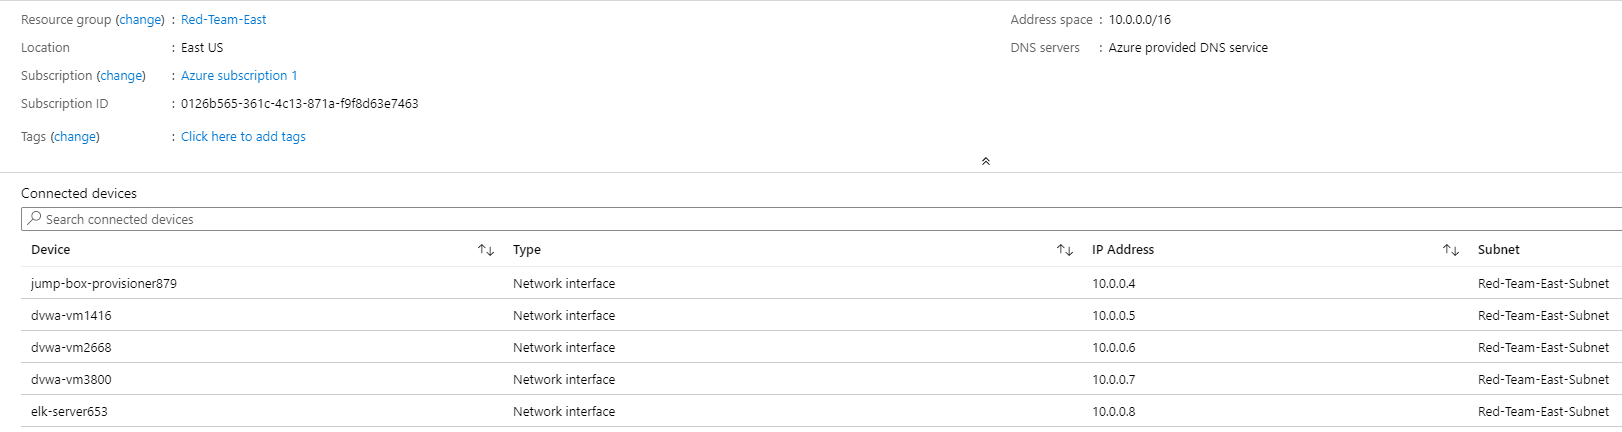 Resource group (change) : Red-Team-East
Address space : 10.0.0.0/16
Location : East US
DNS servers : Azure provided DNS service
Subscription (change) : Azure subscription 1
Subscription ID : 0126b565-361c-4c13-871a-f9f8d63e7463
Tags (change) : Click here to add tags
Connected devices
Search connected devices
Device Type IP Address Subnet
jump-box-provisioner879 Network interface 10.0.0.4 Red-Team-East-Subnet
dvwa-vm1416 Network interface 10.0.0.5 Red-Team-East-Subnet
dvwa-vm2668 Network interface 10.0.0.6 Red-Team-East-Subnet
dvwa-vm3800 Network interface 10.0.0.7 Red-Team-East-Subnet
elk-server653 Network interface 10.0.0.8 Red-Team-East-Subnet